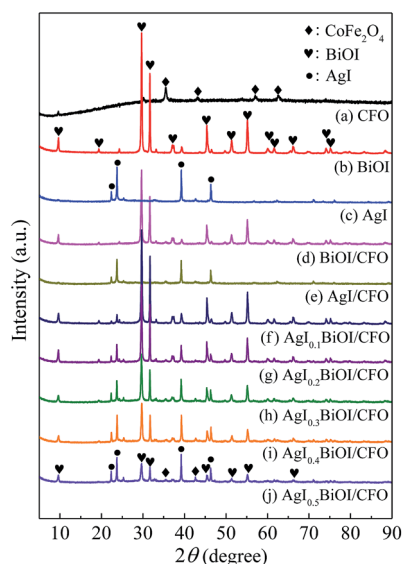 ♦: CoFe₂O₄
♥: BiOI
●: AgI
(a) CFO
(b) BiOI
(c) AgI
(d) BiOI/CFO
(e) AgI/CFO
(f) AgI₀.₁BiOI/CFO
(g) AgI₀.₂BiOI/CFO
(h) AgI₀.₃BiOI/CFO
(i) AgI₀.₄BiOI/CFO
(j) AgI₀.₅BiOI/CFO
Intensity (a.u.)
10 20 30 40 50 60 70 80 90
2θ (degree)